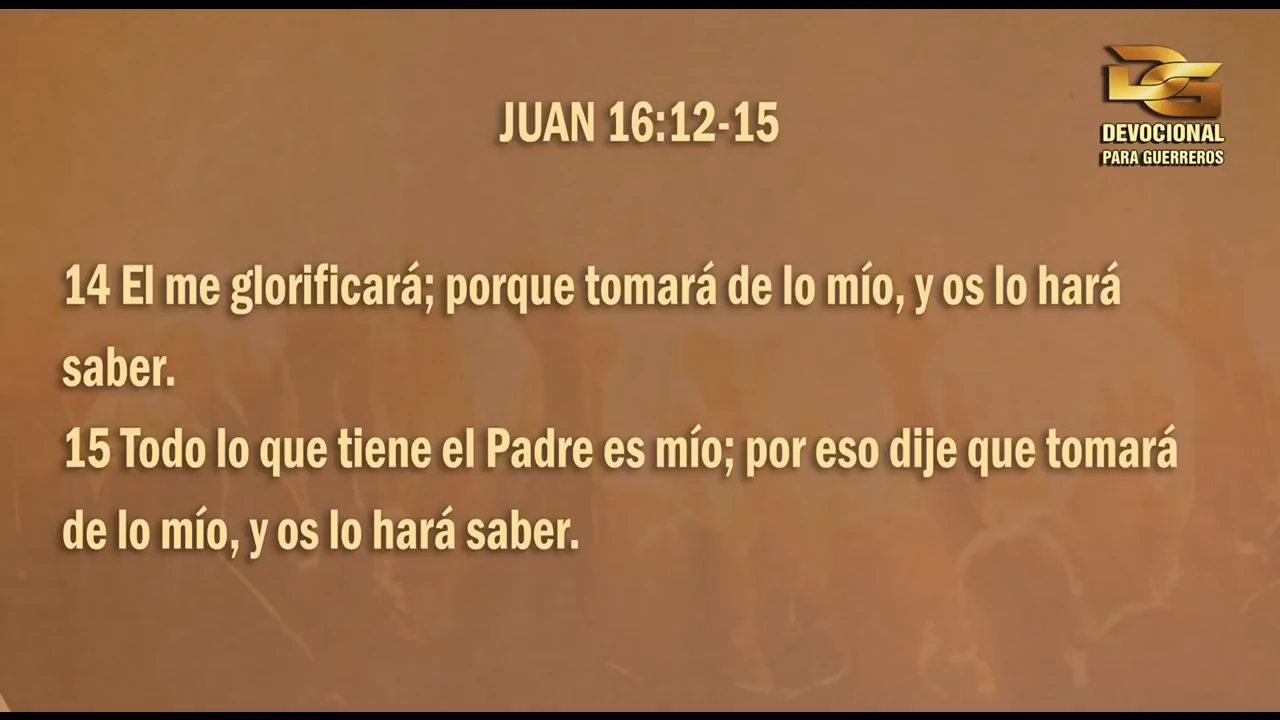 JUAN 16:12-15
DG
DEVOCIONAL
PARA GUERREROS
14 El me glorificará; porque tomará de lo mío, y os lo hará
saber.
15 Todo lo que tiene el Padre es mío; por eso dije que tomará
de lo mío, y os lo hará saber.